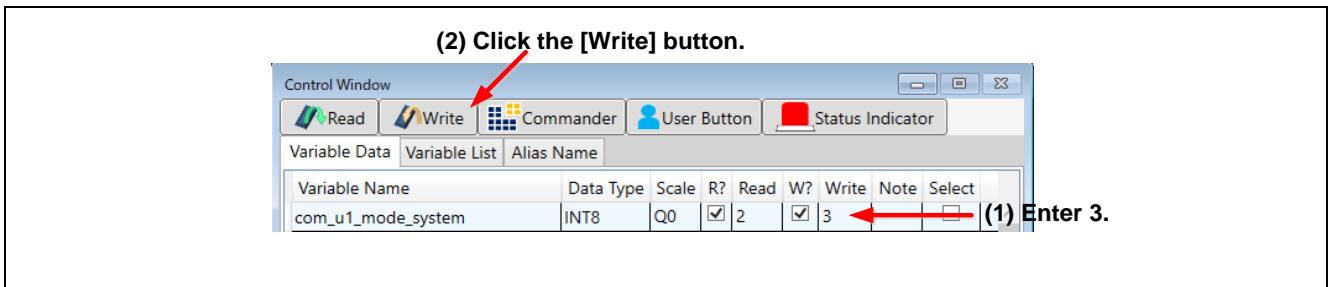 (2) Click the [Write] button.
Control Window
Read Write Commander User Button Status Indicator
Variable Data Variable List Alias Name
Variable Name Data Type Scale R? Read W? Write Note Select
com_u1_mode_system INT8 Q0 2 3
(1) Enter 3.